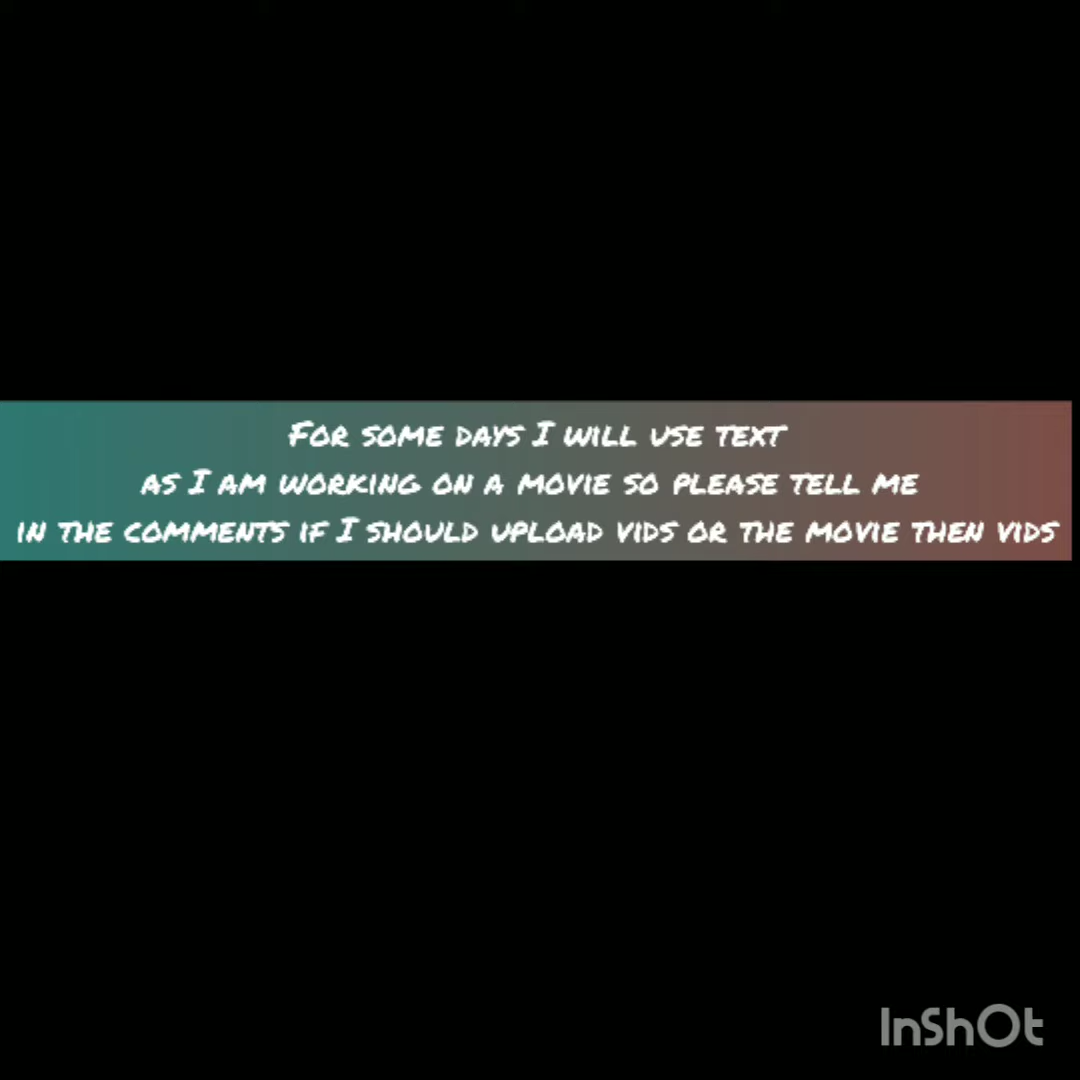 For some days I will use text
as I am working on a movie so please tell me
in the comments if I should upload vids or the movie then vids
InShOt